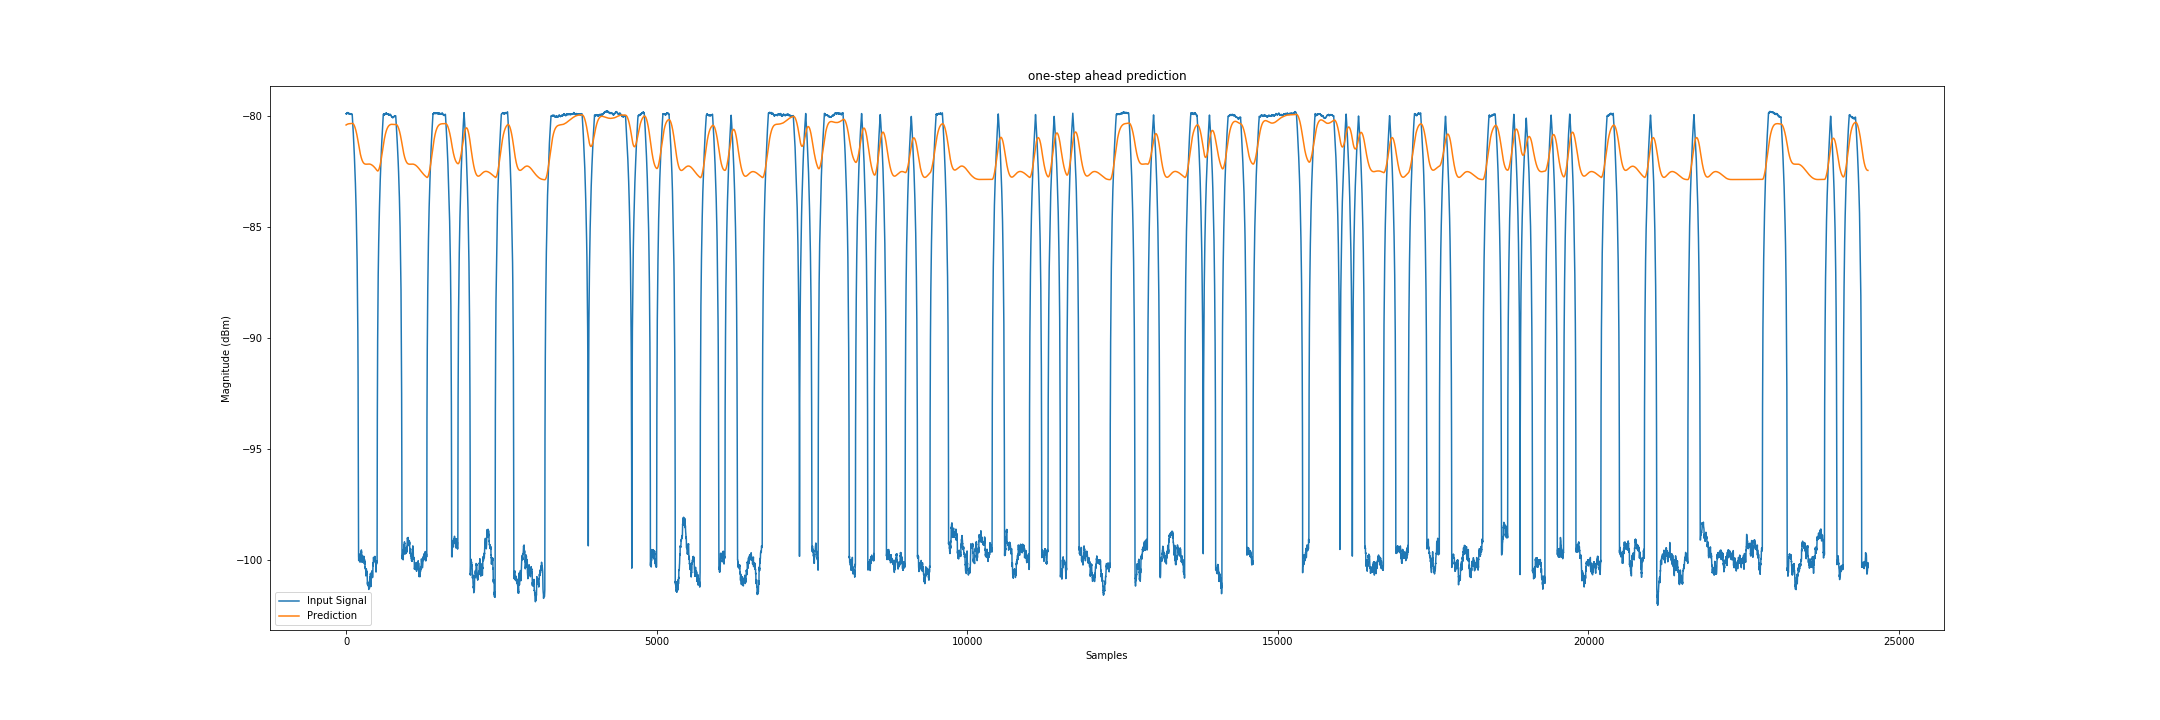 one-step ahead prediction
−80
−85
−90
−95
−100
Magnitude (dBm)
Input Signal
Prediction
0
5000
10000
15000
20000
25000
Samples